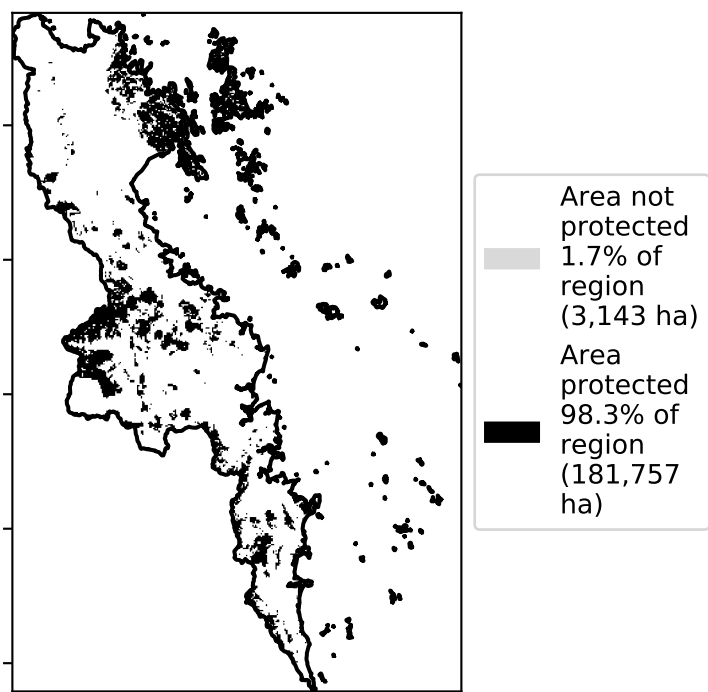 Area not
protected
1.7% of
region
(3,143 ha)
Area
protected
98.3% of
region
(181,757
ha)